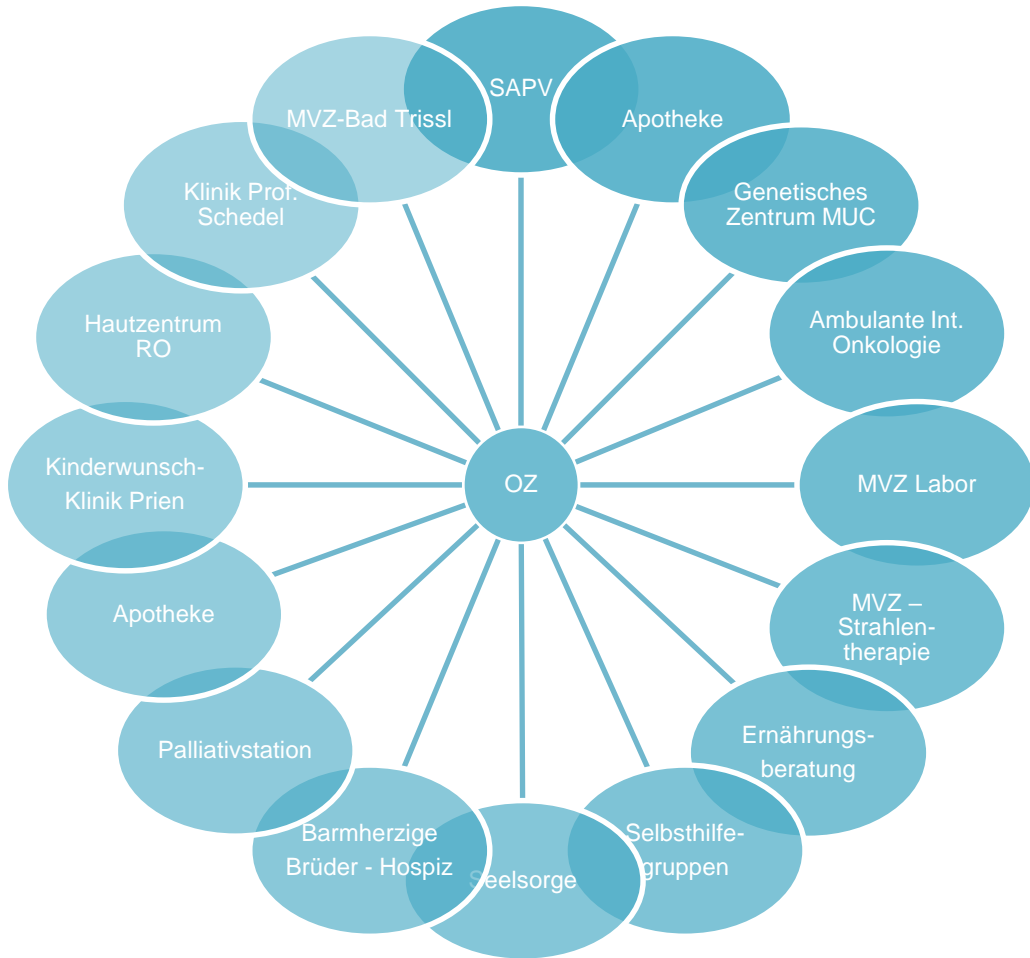 SAPV
Apotheke
Genetisches
Zentrum MUC
Ambulante Int.
Onkologie
MVZ Labor
MVZ –
Strahlen-
therapie
Ernährungs-
beratung
Selbsthilfe-
gruppen
Seelsorge
Barmherzige
Brüder - Hospiz
Palliativstation
Apotheke
Kinderwunsch-
Klinik Prien
Hautzentrum
RO
Klinik Prof.
Schedel
MVZ-Bad Trissl
OZ